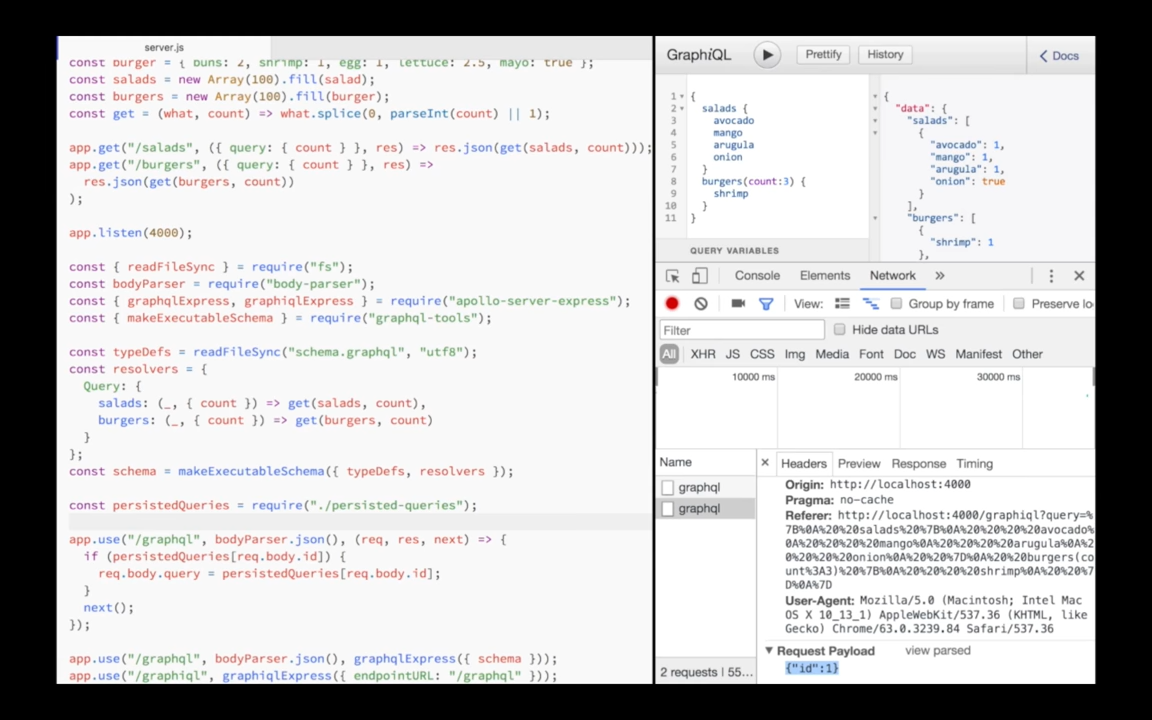 server.js
const burger = { buns: 2, shrimp: 1, egg: 1, lettuce: 2.5, mayo: true };
const salads = new Array(100).fill(salad);
const burgers = new Array(100).fill(burger);
const get = (what, count) => what.splice(0, parseInt(count) || 1);
app.get("/salads", ({ query: { count } }, res) => res.json(get(salads, count)));
app.get("/burgers", ({ query: { count } }, res) =>
res.json(get(burgers, count))
);
app.listen(4000);
const { readFileSync } = require("fs");
const bodyParser = require("body-parser");
const { graphqlExpress, graphiqlExpress } = require("apollo-server-express");
const { makeExecutableSchema } = require("graphql-tools");
const typeDefs = readFileSync("schema.graphql", "utf8");
const resolvers = {
Query: {
salads: (_, { count }) => get(salads, count),
burgers: (_, { count }) => get(burgers, count)
}
};
const schema = makeExecutableSchema({ typeDefs, resolvers });
const persistedQueries = require("./persisted-queries");
app.use("/graphql", bodyParser.json(), (req, res, next) => {
if (persistedQueries[req.body.id]) {
req.body.query = persistedQueries[req.body.id];
}
next();
});
app.use("/graphql", bodyParser.json(), graphqlExpress({ schema }));
app.use("/graphiql", graphiqlExpress({ endpointURL: "/graphql" }));
GraphiQL Prettify History Docs
1 {
2 salads {
3 avocado
4 mango
5 arugula
6 onion
7 }
8 burgers(count:3) {
9 shrimp
10 }
11 }
QUERY VARIABLES
{
"data": {
"salads": [
{
"avocado": 1,
"mango": 1,
"arugula": 1,
"onion": true
}
],
"burgers": [
{
"shrimp": 1
},
Console Elements Network »
View: Group by frame Preserve lo
Filter Hide data URLs
All XHR JS CSS Img Media Font Doc WS Manifest Other
10000 ms 20000 ms 30000 ms
Name
graphql
graphql
2 requests | 55...
Headers Preview Response Timing
Origin: http://localhost:4000
Pragma: no-cache
Referer: http://localhost:4000/graphiql?query=%
7B%0A%20%20salads%20%7B%0A%20%20%20%20avocado%
0A%20%20%20%20mango%0A%20%20%20%20arugula%0A%2
0%20%20%20onion%0A%20%20%7D%0A%20%20burgers(co
unt%3A3)%20%7B%0A%20%20%20%20shrimp%0A%20%20%7
D%0A%7D
User-Agent: Mozilla/5.0 (Macintosh; Intel Mac
OS X 10_13_1) AppleWebKit/537.36 (KHTML, like
Gecko) Chrome/63.0.3239.84 Safari/537.36
Request Payload view parsed
{"id":1}